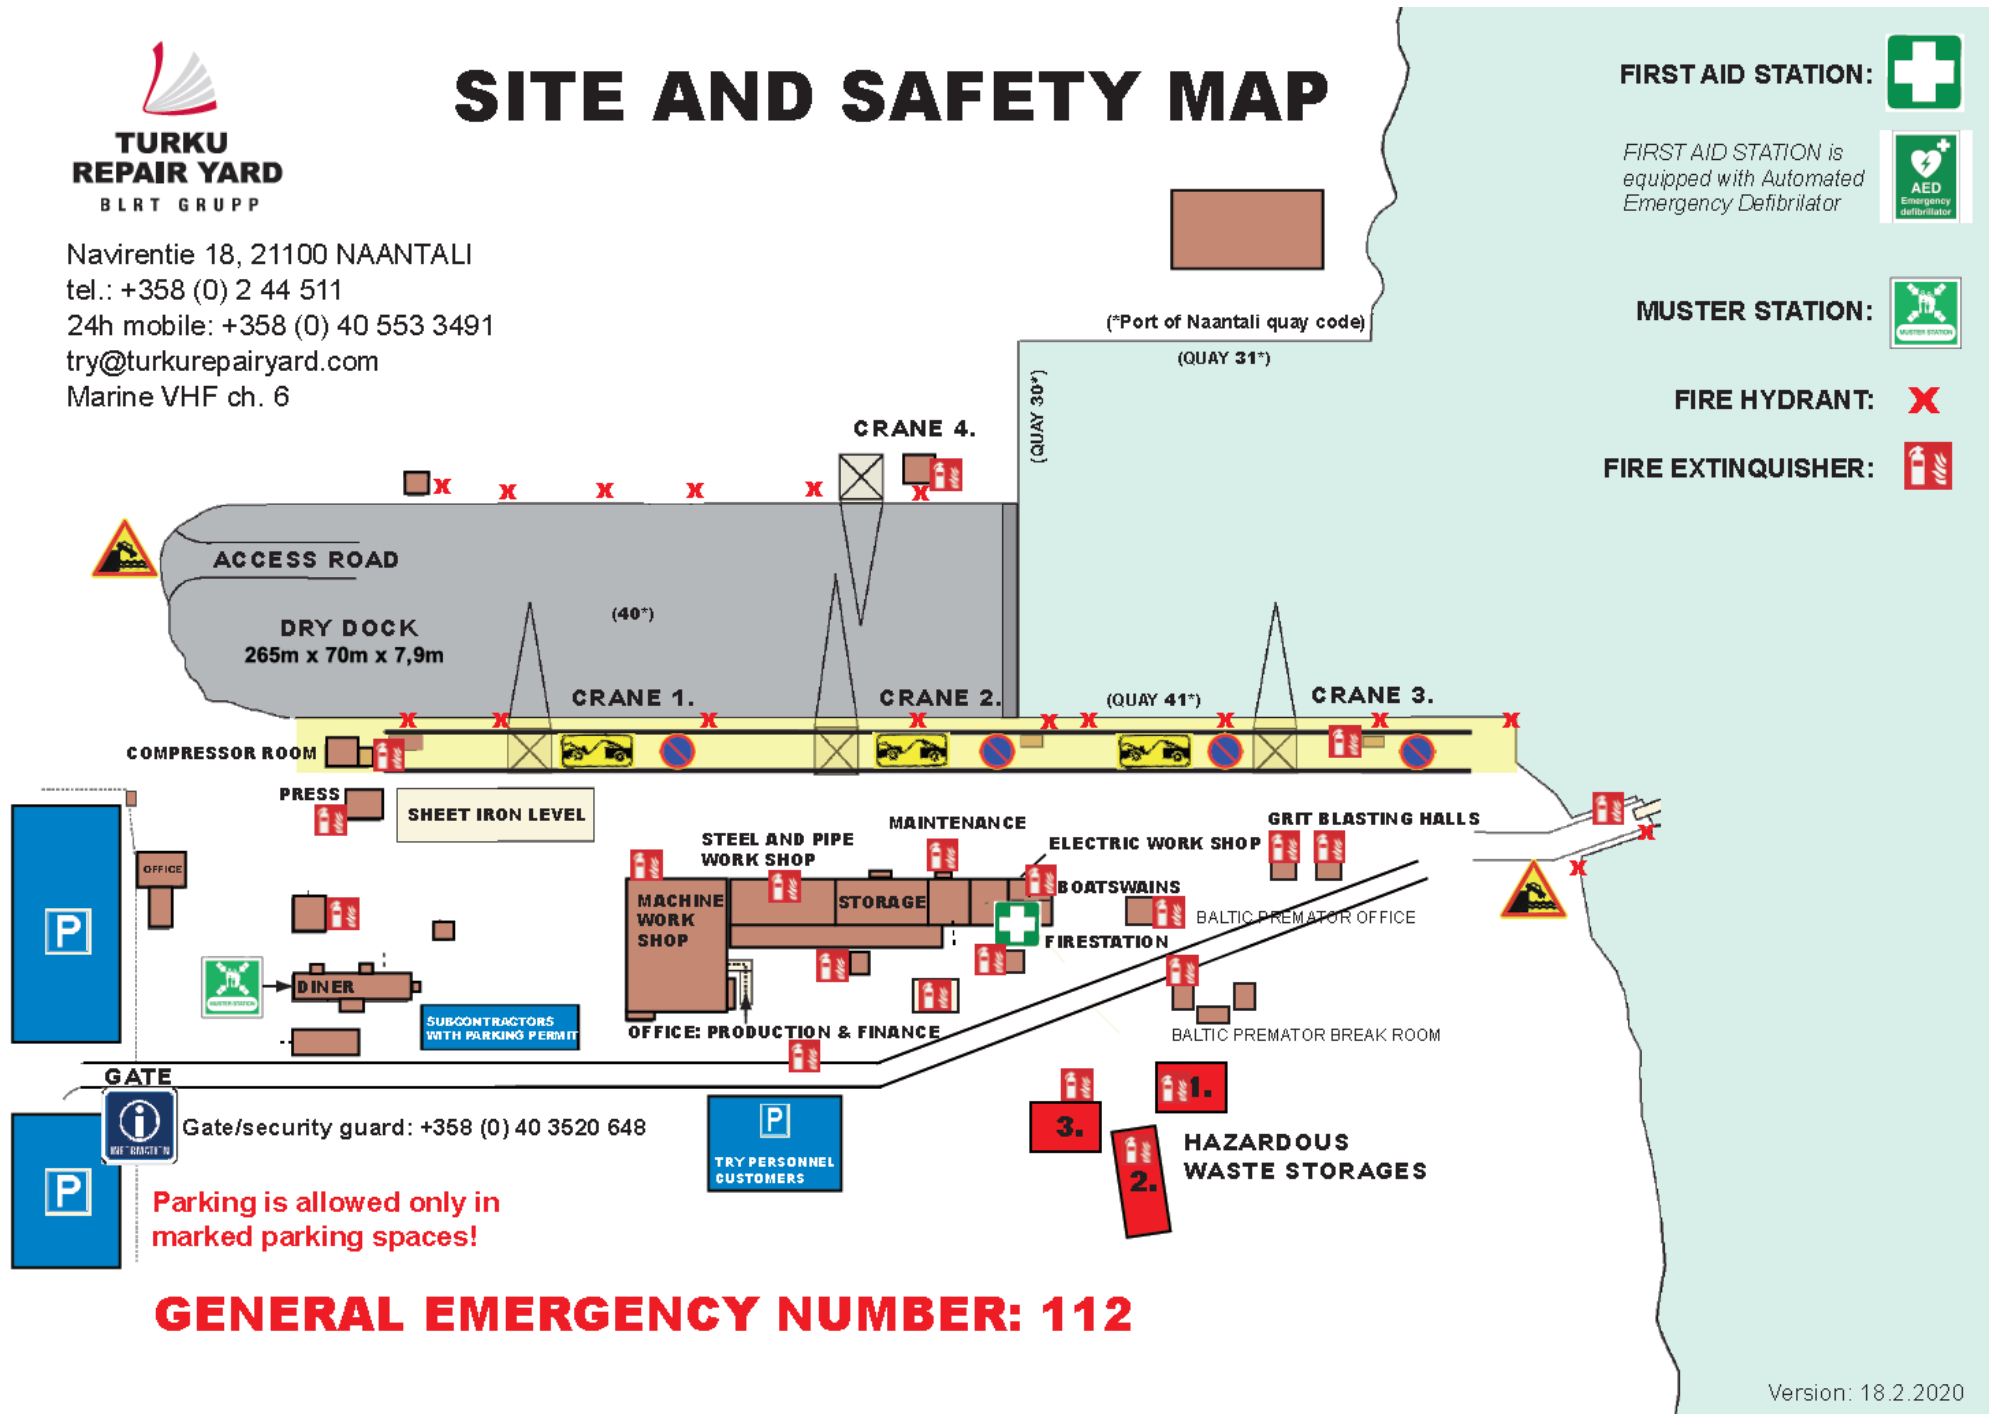 SITE AND SAFETY MAP
TURKU
REPAIR YARD
BLRT GRUPP
Navirentie 18, 21100 NAANTALI
tel.: +358 (0) 2 44 511
24h mobile: +358 (0) 40 553 3491
try@turkurepairyard.com
Marine VHF ch. 6
FIRST AID STATION:
FIRST AID STATION is
equipped with Automated
Emergency Defibrilator
AED
Emergency
defibrillator
MUSTER STATION:
MUSTER STATION
FIRE HYDRANT:
X
FIRE EXTINQUISHER:
(*Port of Naantali quay code)
(QUAY 31*)
(QUAY 30*)
CRANE 4.
ACCESS ROAD
(40*)
DRY DOCK
265m x 70m x 7,9m
CRANE 1.
CRANE 2.
(QUAY 41*)
CRANE 3.
COMPRESSOR ROOM
PRESS
SHEET IRON LEVEL
MAINTENANCE
GRIT BLASTING HALLS
STEEL AND PIPE
WORK SHOP
ELECTRIC WORK SHOP
OFFICE
MACHINE
WORK
SHOP
STORAGE
BOATSWAINS
BALTIC PREMATOR OFFICE
P
FIRESTATION
MUSTER STATION
DINER
SUBCONTRACTORS
WITH PARKING PERMIT
OFFICE: PRODUCTION & FINANCE
BALTIC PREMATOR BREAK ROOM
GATE
INFORMATION
Gate/security guard: +358 (0) 40 3520 648
P
TRY PERSONNEL
CUSTOMERS
1.
3.
2.
HAZARDOUS
WASTE STORAGES
P
Parking is allowed only in
marked parking spaces!
GENERAL EMERGENCY NUMBER: 112
Version: 18.2.2020